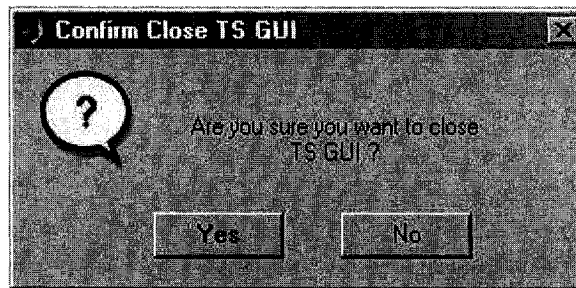 Confirm Close TS GUI
?
Are you sure you want to close
TS GUI ?
Yes
No